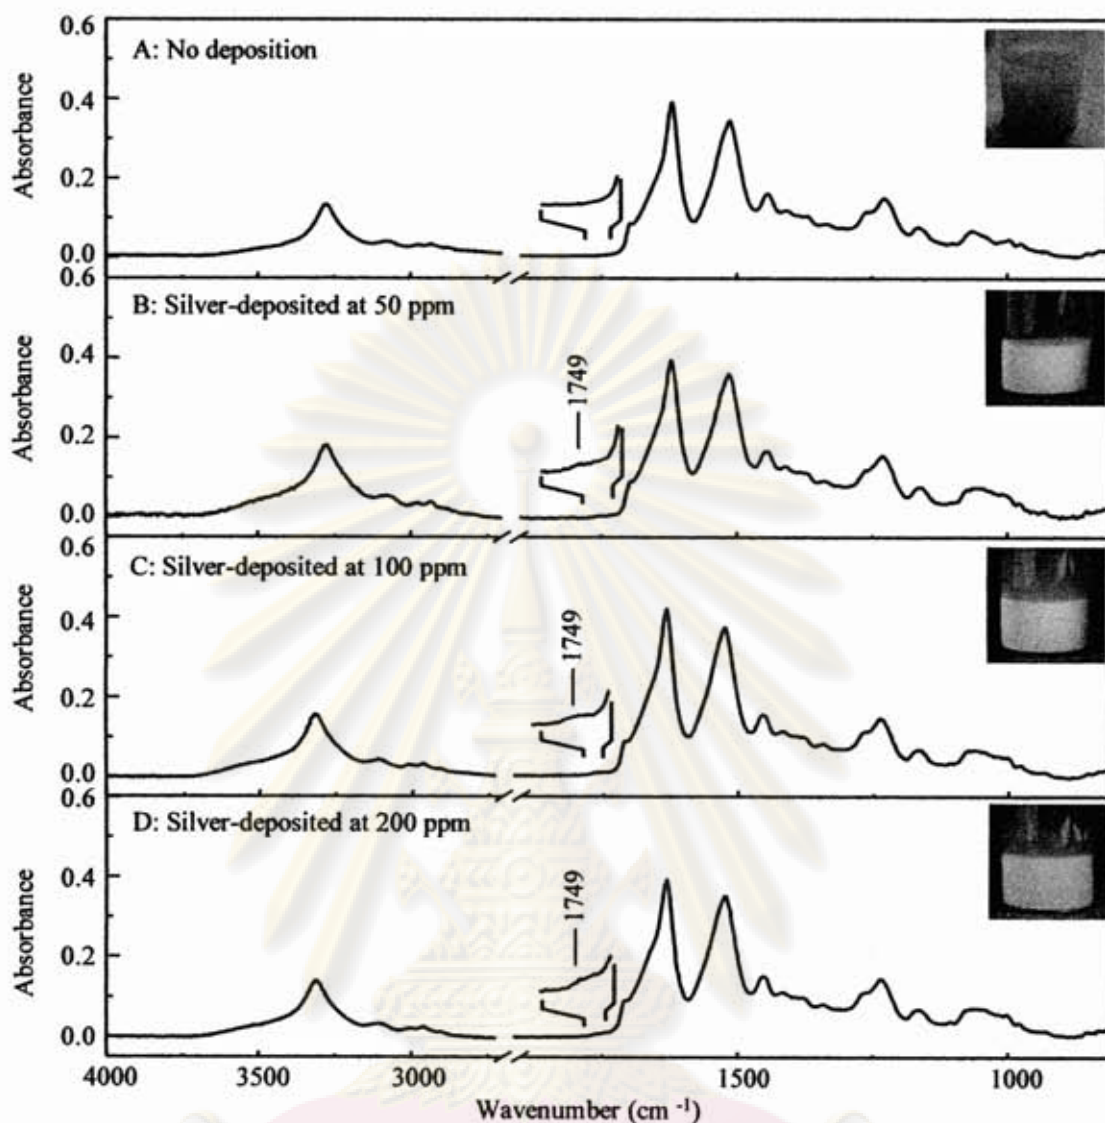 0.6
A: No deposition
0.4
0.2
0.0
Absorbance
0.6
B: Silver-deposited at 50 ppm
0.4
0.2
0.0
Absorbance
1749
0.6
C: Silver-deposited at 100 ppm
0.4
0.2
0.0
Absorbance
1749
0.6
D: Silver-deposited at 200 ppm
0.4
0.2
0.0
Absorbance
1749
4000 3500 3000 1500 1000
Wavenumber (cm -1)